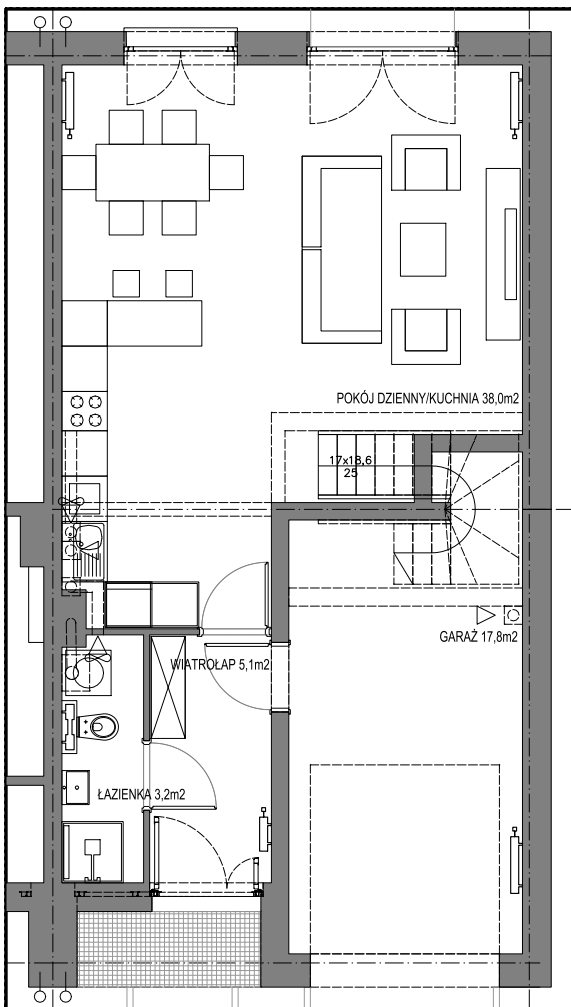 POKÓJ DZIENNY/KUCHNIA 38,0m2
17x18,6
25
GARAŻ 17,8m2
WIATROŁAP 5,1m2
ŁAZIENKA 3,2m2